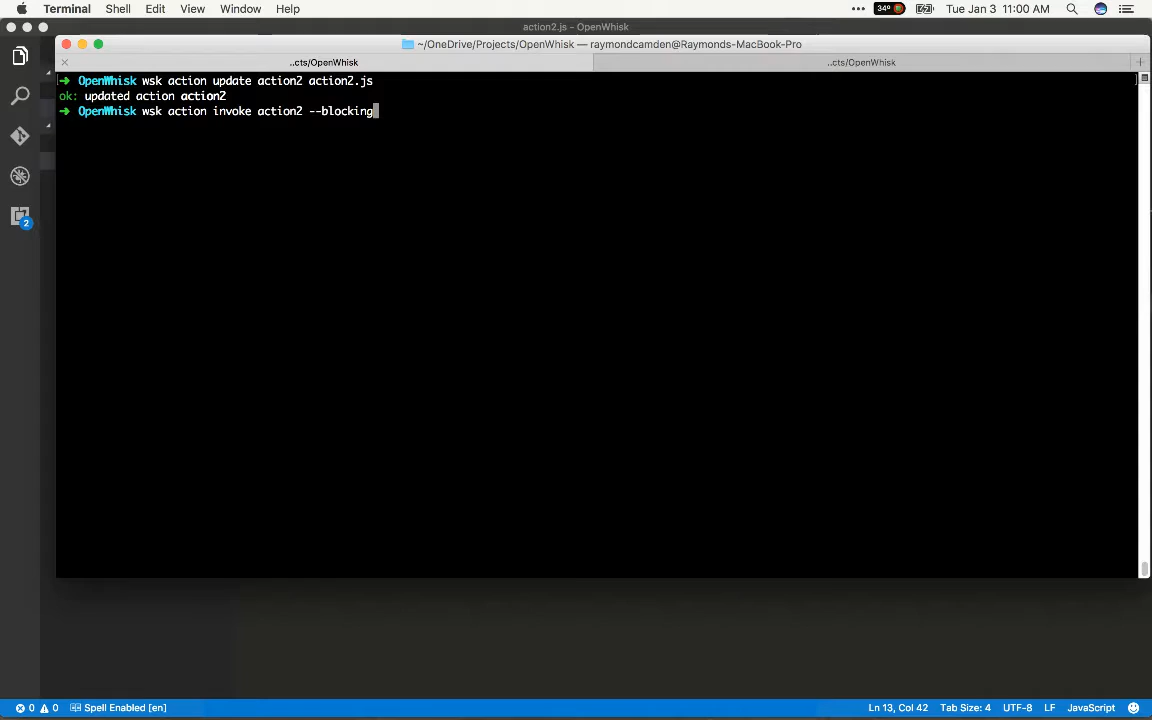 Terminal Shell Edit View Window Help 34° Tue Jan 3 11:00 AM
action2.js - OpenWhisk
~/OneDrive/Projects/OpenWhisk — raymondcamden@Raymonds-MacBook-Pro
..cts/OpenWhisk ..cts/OpenWhisk
➜ OpenWhisk wsk action update action2 action2.js
ok: updated action action2
➜ OpenWhisk wsk action invoke action2 --blocking
2
0 0 Spell Enabled [en] Ln 13, Col 42 Tab Size: 4 UTF-8 LF JavaScript